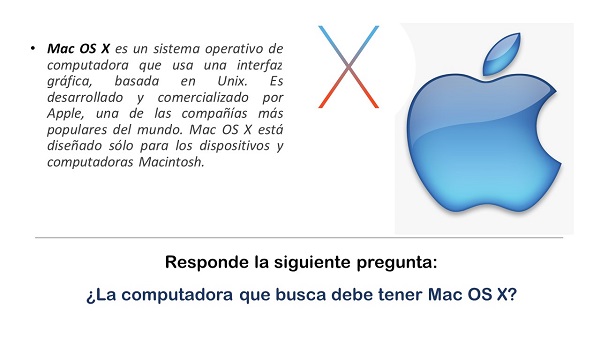 • Mac OS X es un sistema operativo de
computadora que usa una interfaz
gráfica, basada en Unix. Es
desarrollado y comercializado por
Apple, una de las compañías más
populares del mundo. Mac OS X está
diseñado sólo para los dispositivos y
computadoras Macintosh.
X
Responde la siguiente pregunta:
¿La computadora que busca debe tener Mac OS X?